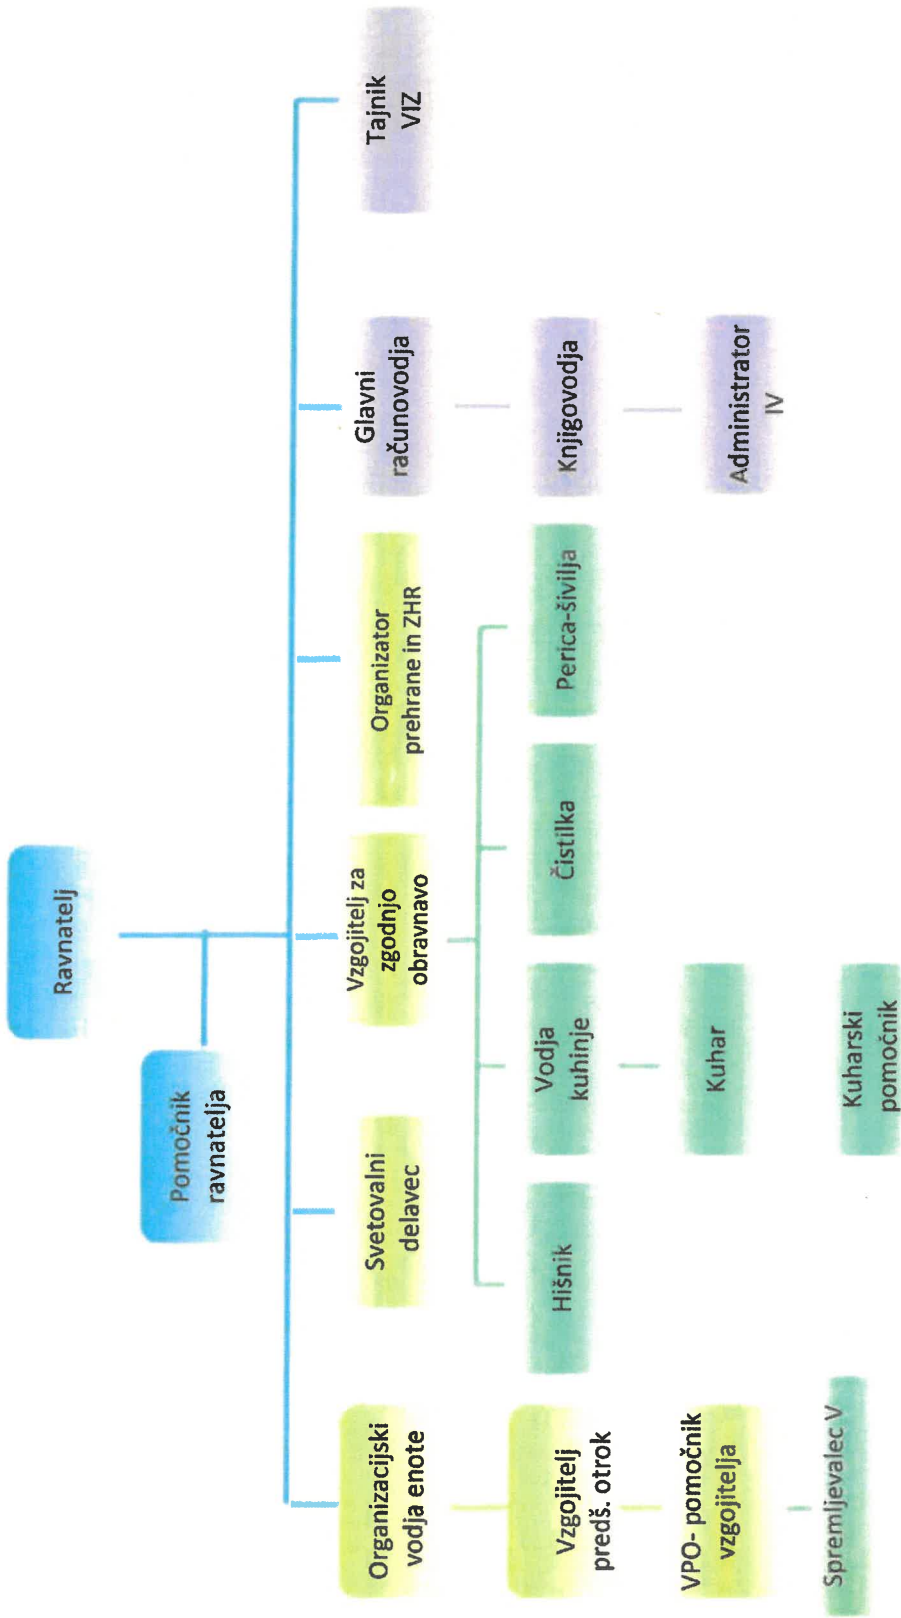 Ravnatelj
Pomočnik
ravnatelja
Organizacijski
vodja enote
Svetovalni
delavec
Vzgojitelj za
zgodnjo
obravnavo
Organizator
prehrane in ZHR
Glavni
računovodja
Tajnik
VIZ
Vzgojitelj
predš. otrok
Hišnik
Vodja
kuhinje
Čistilka
Perica-šivilja
Knjigovodja
VPO- pomočnik
vzgojitelja
Kuhar
Administrator
IV
Spremljevalec V
Kuharski
pomočnik